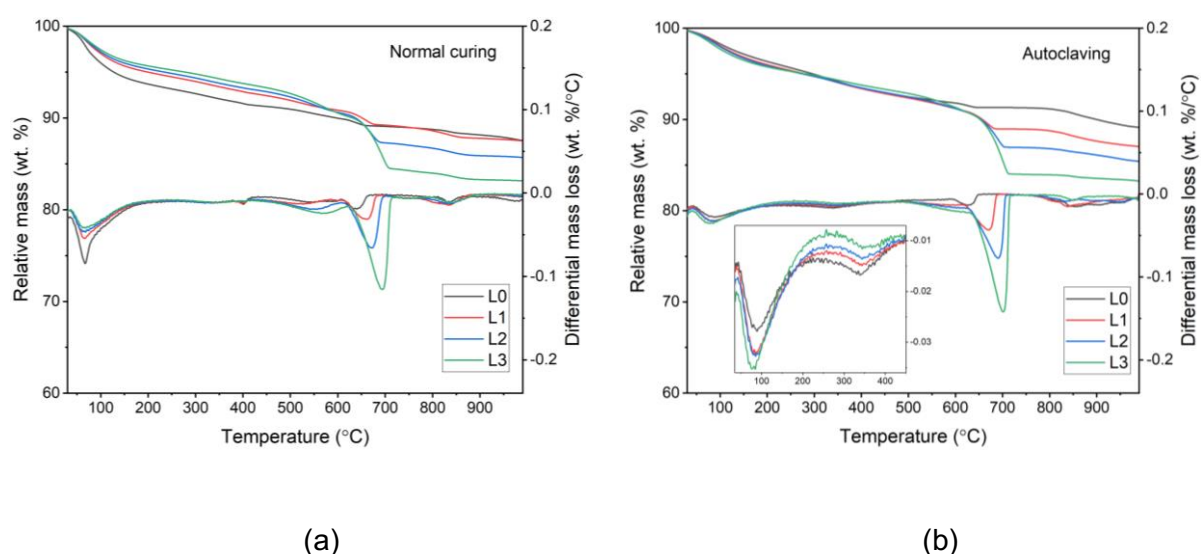 Normal curing
Relative mass (wt. %)
100
90
80
70
60
0.2
0.1
0.0
-0.1
-0.2
Differential mass loss (wt. %/°C)
L0
L1
L2
L3
100 200 300 400 500 600 700 800 900
Temperature (°C)
(a)
Autoclaving
Relative mass (wt. %)
100
90
80
70
60
0.2
0.1
0.0
-0.1
-0.2
Differential mass loss (wt. %/°C)
-0.01
-0.02
-0.03
100 200 300 400
L0
L1
L2
L3
100 200 300 400 500 600 700 800 900
Temperature (°C)
(b)